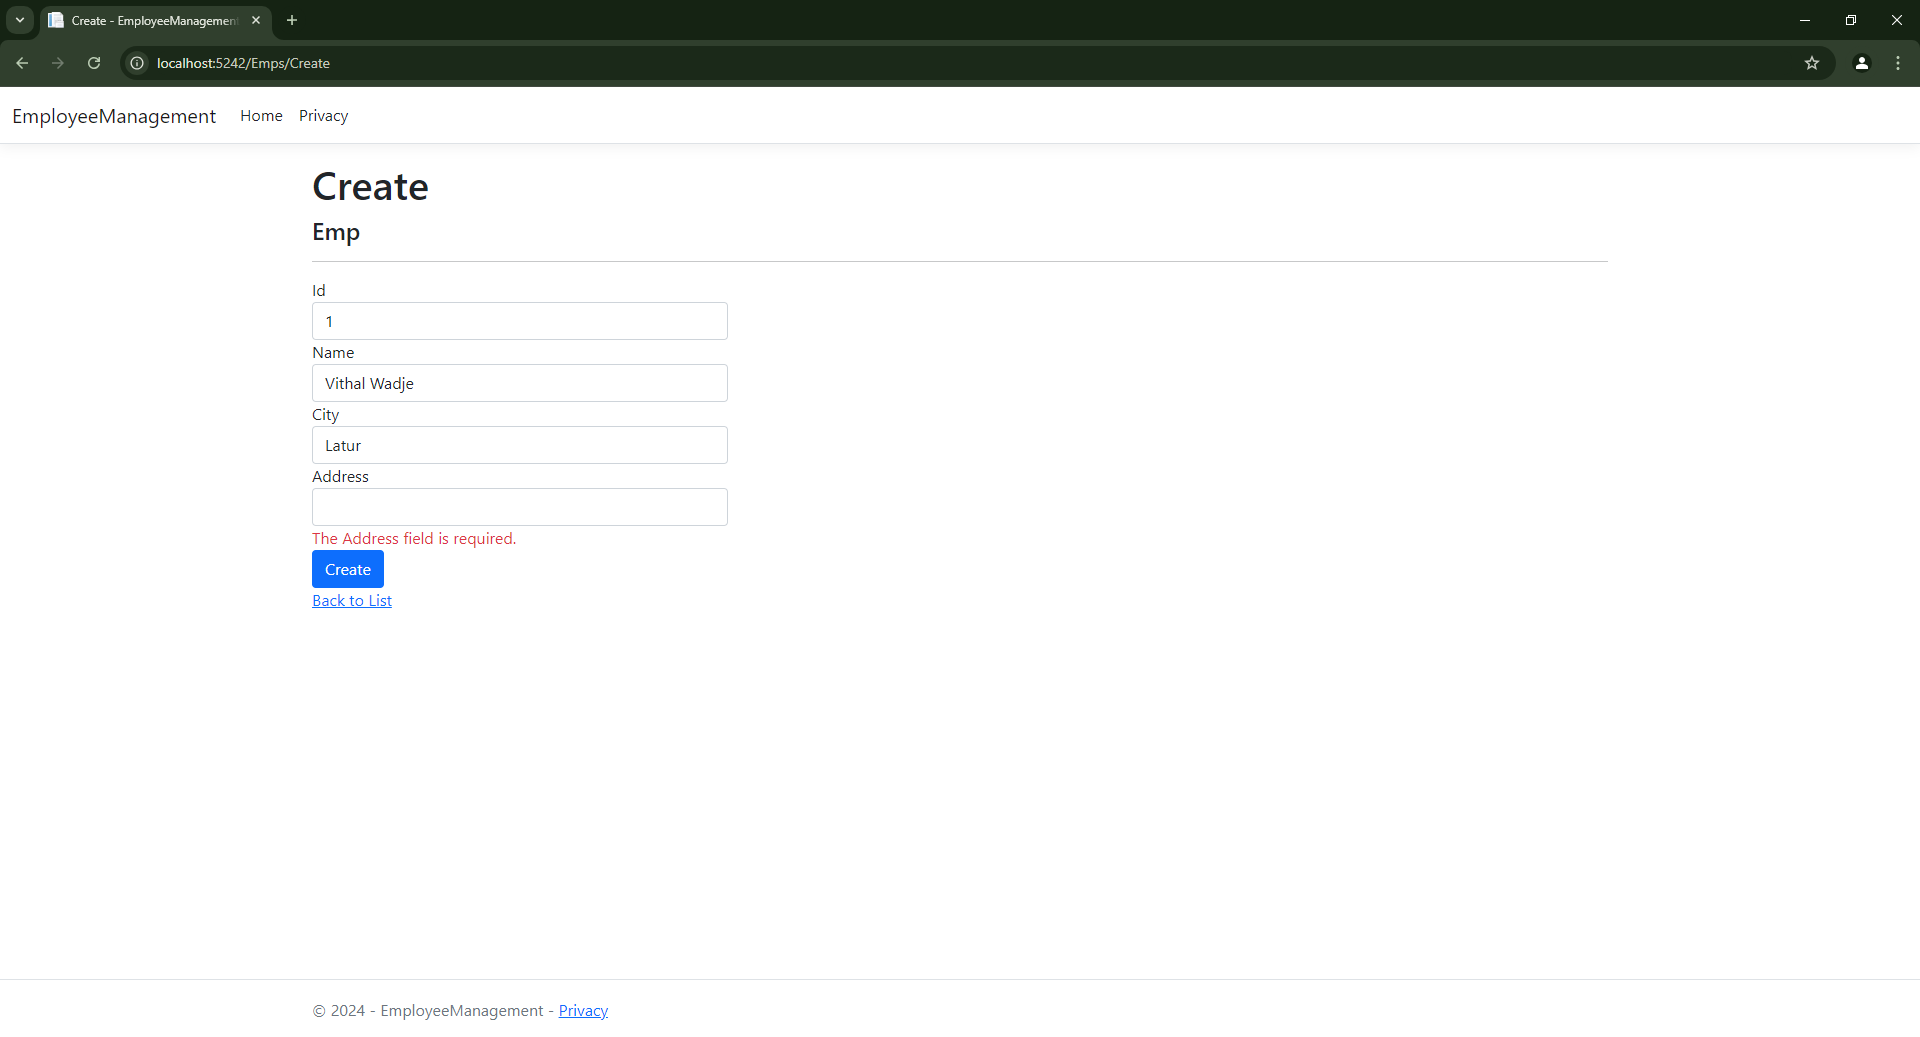 Create - EmployeeManagement
localhost:5242/Emps/Create
EmployeeManagement Home Privacy
Create
Emp
Id
1
Name
Vithal Wadje
City
Latur
Address
The Address field is required.
Create
Back to List
© 2024 - EmployeeManagement - Privacy